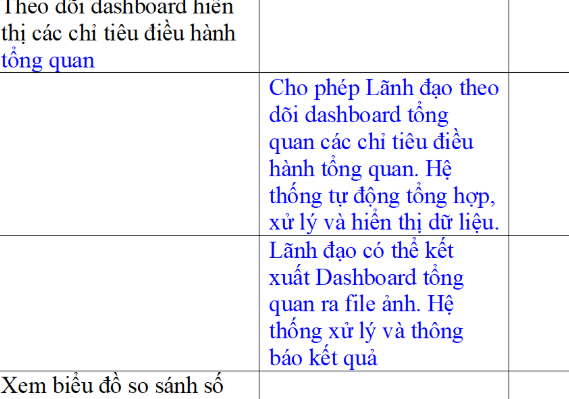 Theo dõi dashboard hiển
thị các chỉ tiêu điều hành
tổng quan
Cho phép Lãnh đạo theo
dõi dashboard tổng
quan các chỉ tiêu điều
hành tổng quan. Hệ
thống tự động tổng hợp,
xử lý và hiển thị dữ liệu.
Lãnh đạo có thể kết
xuất Dashboard tổng
quan ra file ảnh. Hệ
thống xử lý và thông
báo kết quả
Xem biểu đồ so sánh số